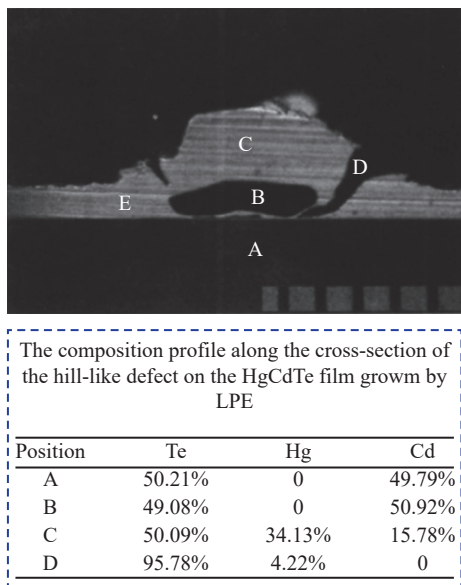 C
D
B
E
A
The composition profile along the cross-section of
the hill-like defect on the HgCdTe film growm by
LPE
Position Te Hg Cd
A 50.21% 0 49.79%
B 49.08% 0 50.92%
C 50.09% 34.13% 15.78%
D 95.78% 4.22% 0